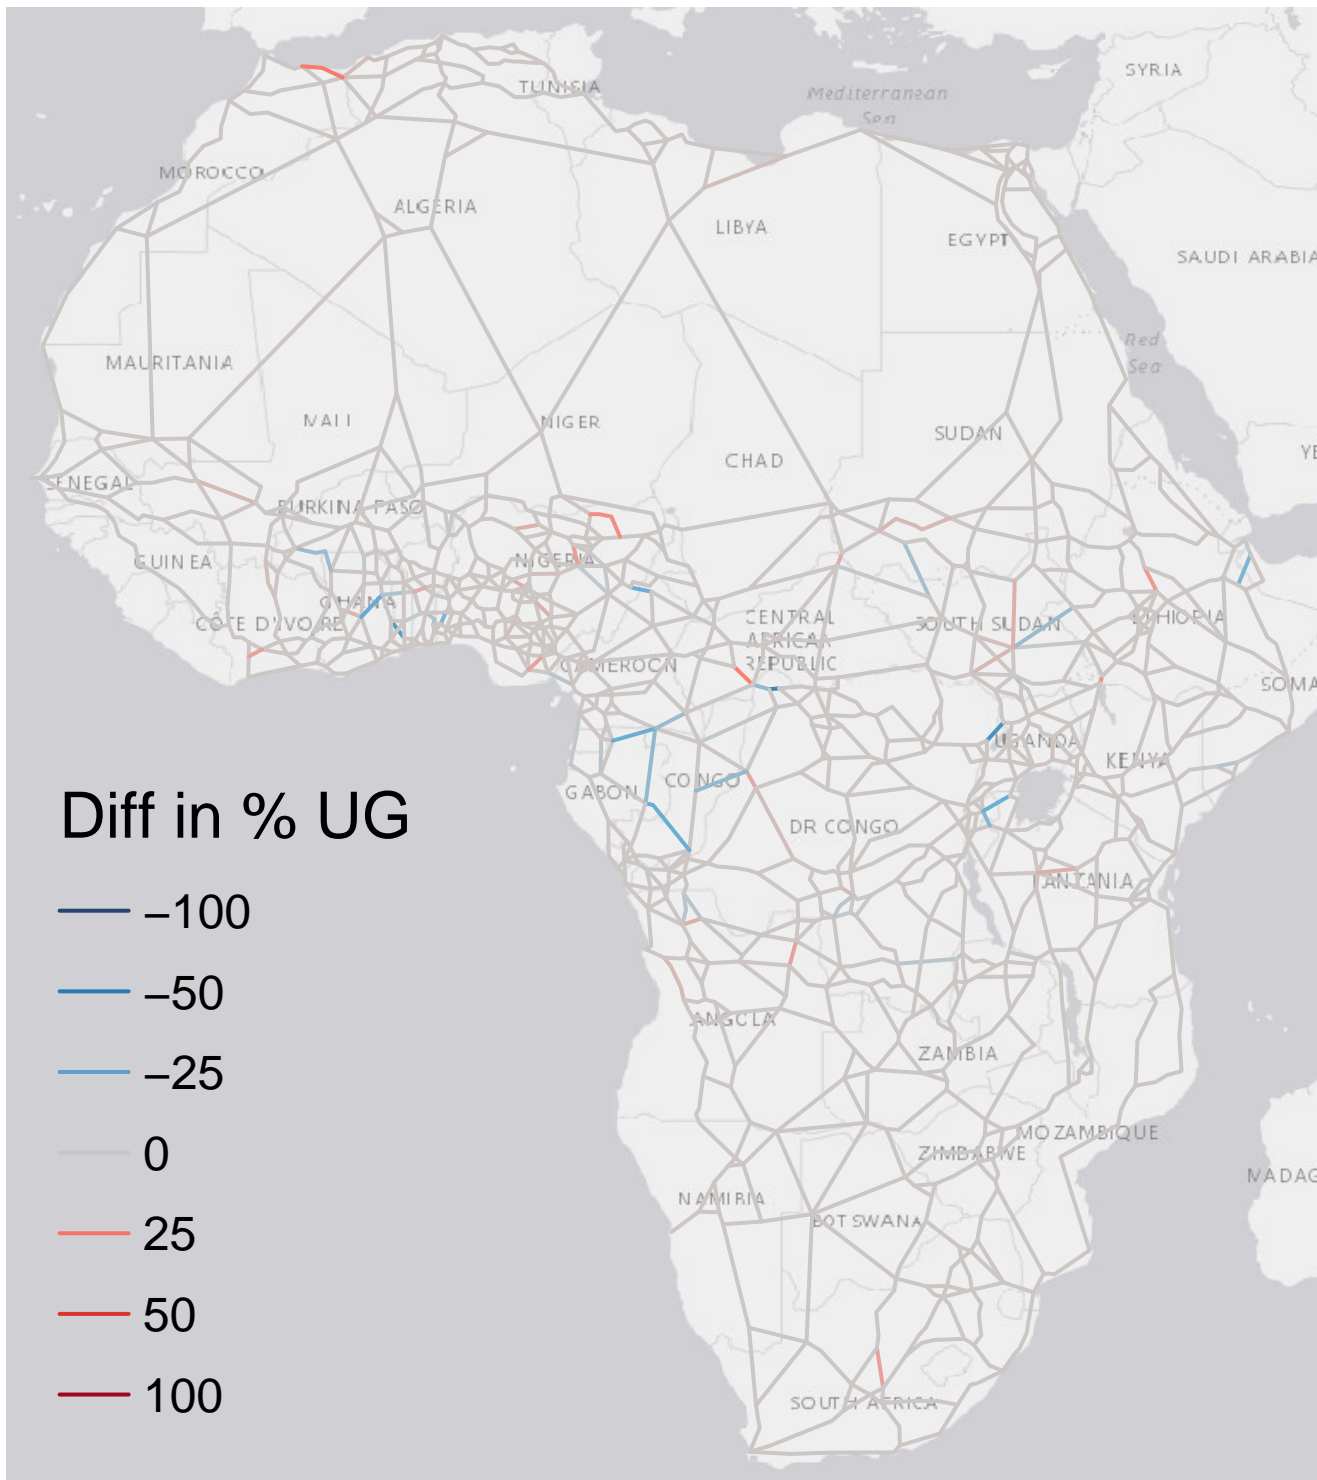 SYRIA
TUNISIA
Mediterranean
Sea
MOROCCO
ALGERIA
LIBYA
EGYPT
SAUDI ARABIA
Red
Sea
MAURITANIA
MALI
NIGER
SUDAN
CHAD
YE
SENEGAL
BURKINA FASO
GUINEA
NIGERIA
GHANA
CÔTE D'IVOIRE
CENTRAL
AFRICAN
REPUBLIC
SOUTH SUDAN
ETHIOPIA
CAMEROON
SOMA
UGANDA
KENYA
GABON
CONGO
DR CONGO
TANZANIA
Diff in % UG
–100
–50
–25
0
25
50
100
ANGOLA
ZAMBIA
MOZAMBIQUE
ZIMBABWE
MADAG
NAMIBIA
BOTSWANA
SOUTH AFRICA